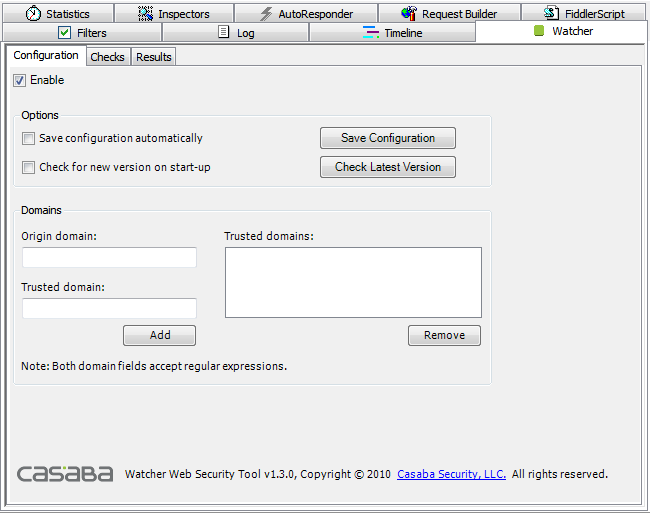 Statistics Inspectors AutoResponder Request Builder FiddlerScript
Filters Log Timeline Watcher
Configuration Checks Results
Enable
Options
Save configuration automatically Save Configuration
Check for new version on start-up Check Latest Version
Domains
Origin domain: Trusted domains:
Trusted domain:
Add Remove
Note: Both domain fields accept regular expressions.
casaba Watcher Web Security Tool v1.3.0, Copyright © 2010 Casaba Security, LLC. All rights reserved.